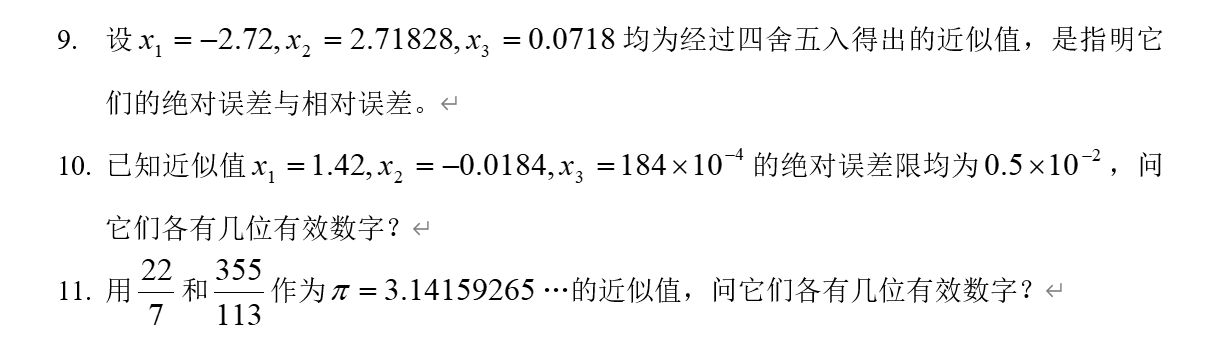 9. 设 x₁ = −2.72, x₂ = 2.71828, x₃ = 0.0718 均为经过四舍五入得出的近似值，是指明它
们的绝对误差与相对误差。↵
10. 已知近似值 x₁ = 1.42, x₂ = −0.0184, x₃ = 184×10⁻⁴ 的绝对误差限均为 0.5×10⁻²，问
它们各有几位有效数字？↵
11. 用 22/7 和 355/113 作为 π = 3.14159265 ⋯的近似值，问它们各有几位有效数字？↵